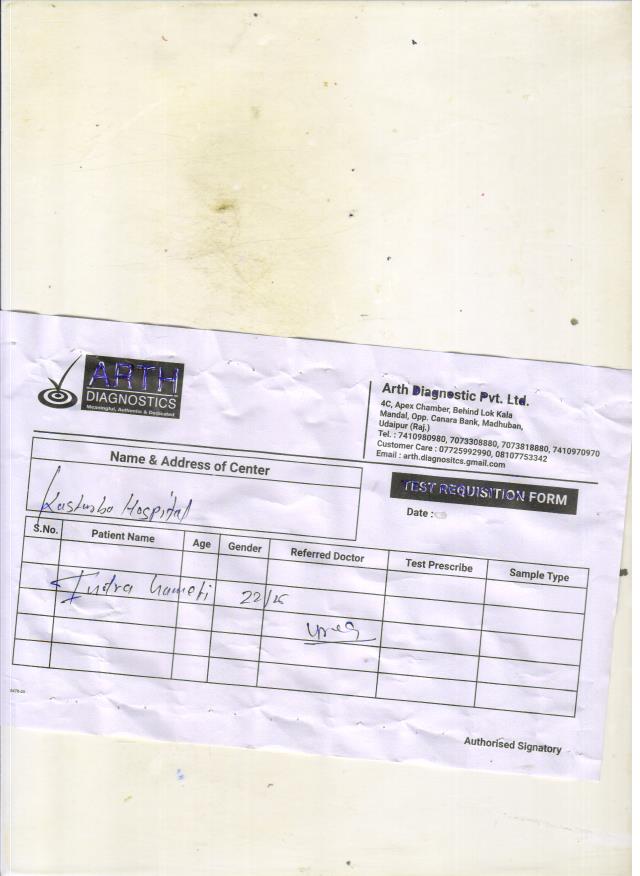 ARTH
DIAGNOSTICS
Meaningful, Authentic & Dedicated
Arth Diagnostic Pvt. Ltd.
4C, Apex Chamber, Behind Lok Kala
Mandal, Opp. Canara Bank, Madhuban,
Udaipur (Raj.)
Tel. : 7410980980, 7073308880, 7073818880, 7410970970
Customer Care : 07725992990, 08107753342
Email : arth.diagnositcs.gmail.com
Name & Address of Center
Kasturba Hospital
TEST REQUISITION FORM
Date :
S.No. Patient Name Age Gender Referred Doctor Test Prescribe Sample Type
Indra 22/
Authorised Signatory